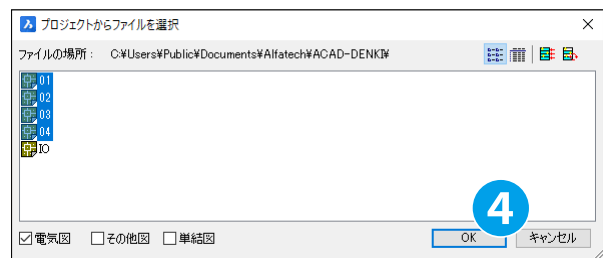 プロジェクトからファイルを選択
ファイルの場所： C:¥Users¥Public¥Documents¥Alfatech¥ACAD-DENKI¥
01
02
03
04
IO
電気図 その他図 単結図
4
OK キャンセル